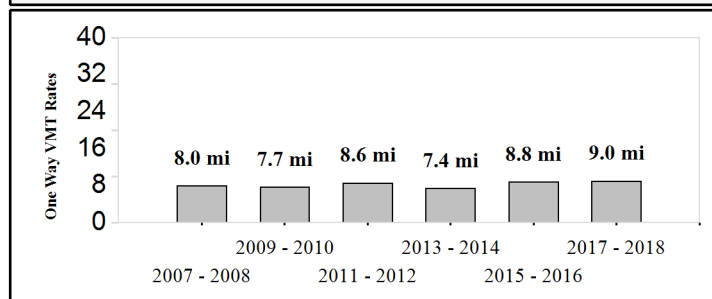 One Way VMT Rates
40
32
24
16
8
0
8.0 mi
7.7 mi
8.6 mi
7.4 mi
8.8 mi
9.0 mi
2009 - 2010
2013 - 2014
2017 - 2018
2007 - 2008
2011 - 2012
2015 - 2016